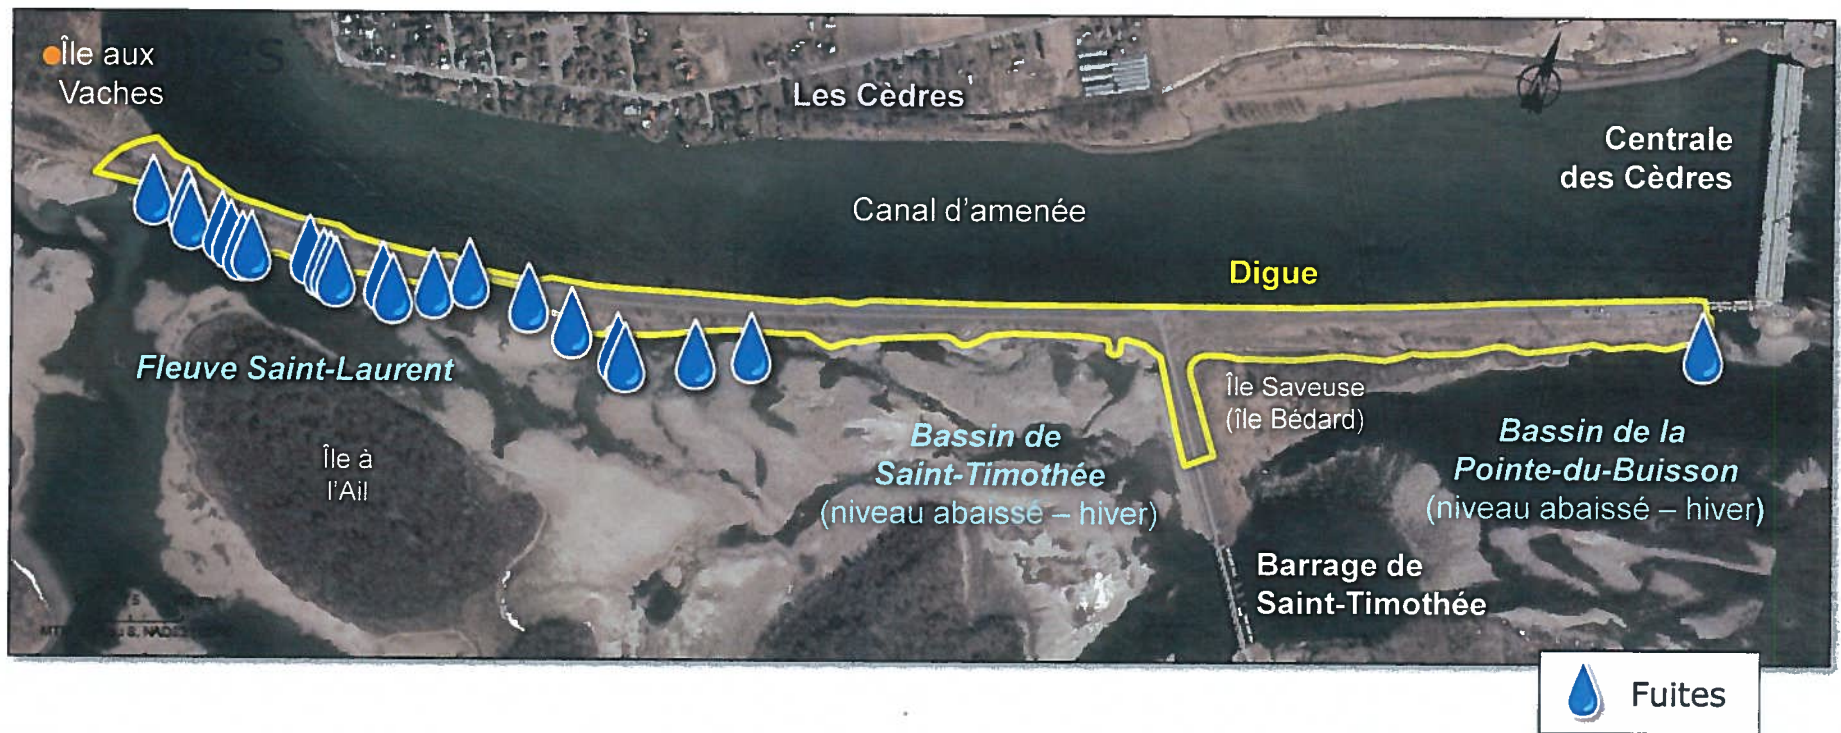 Île aux
Vaches
Les Cèdres
Centrale
des Cèdres
Canal d'amenée
Digue
Fleuve Saint-Laurent
Île Saveuse
(île Bédard)
Île à
l'Ail
Bassin de
Saint-Timothée
(niveau abaissé – hiver)
Bassin de la
Pointe-du-Buisson
(niveau abaissé – hiver)
Barrage de
Saint-Timothée
Fuites